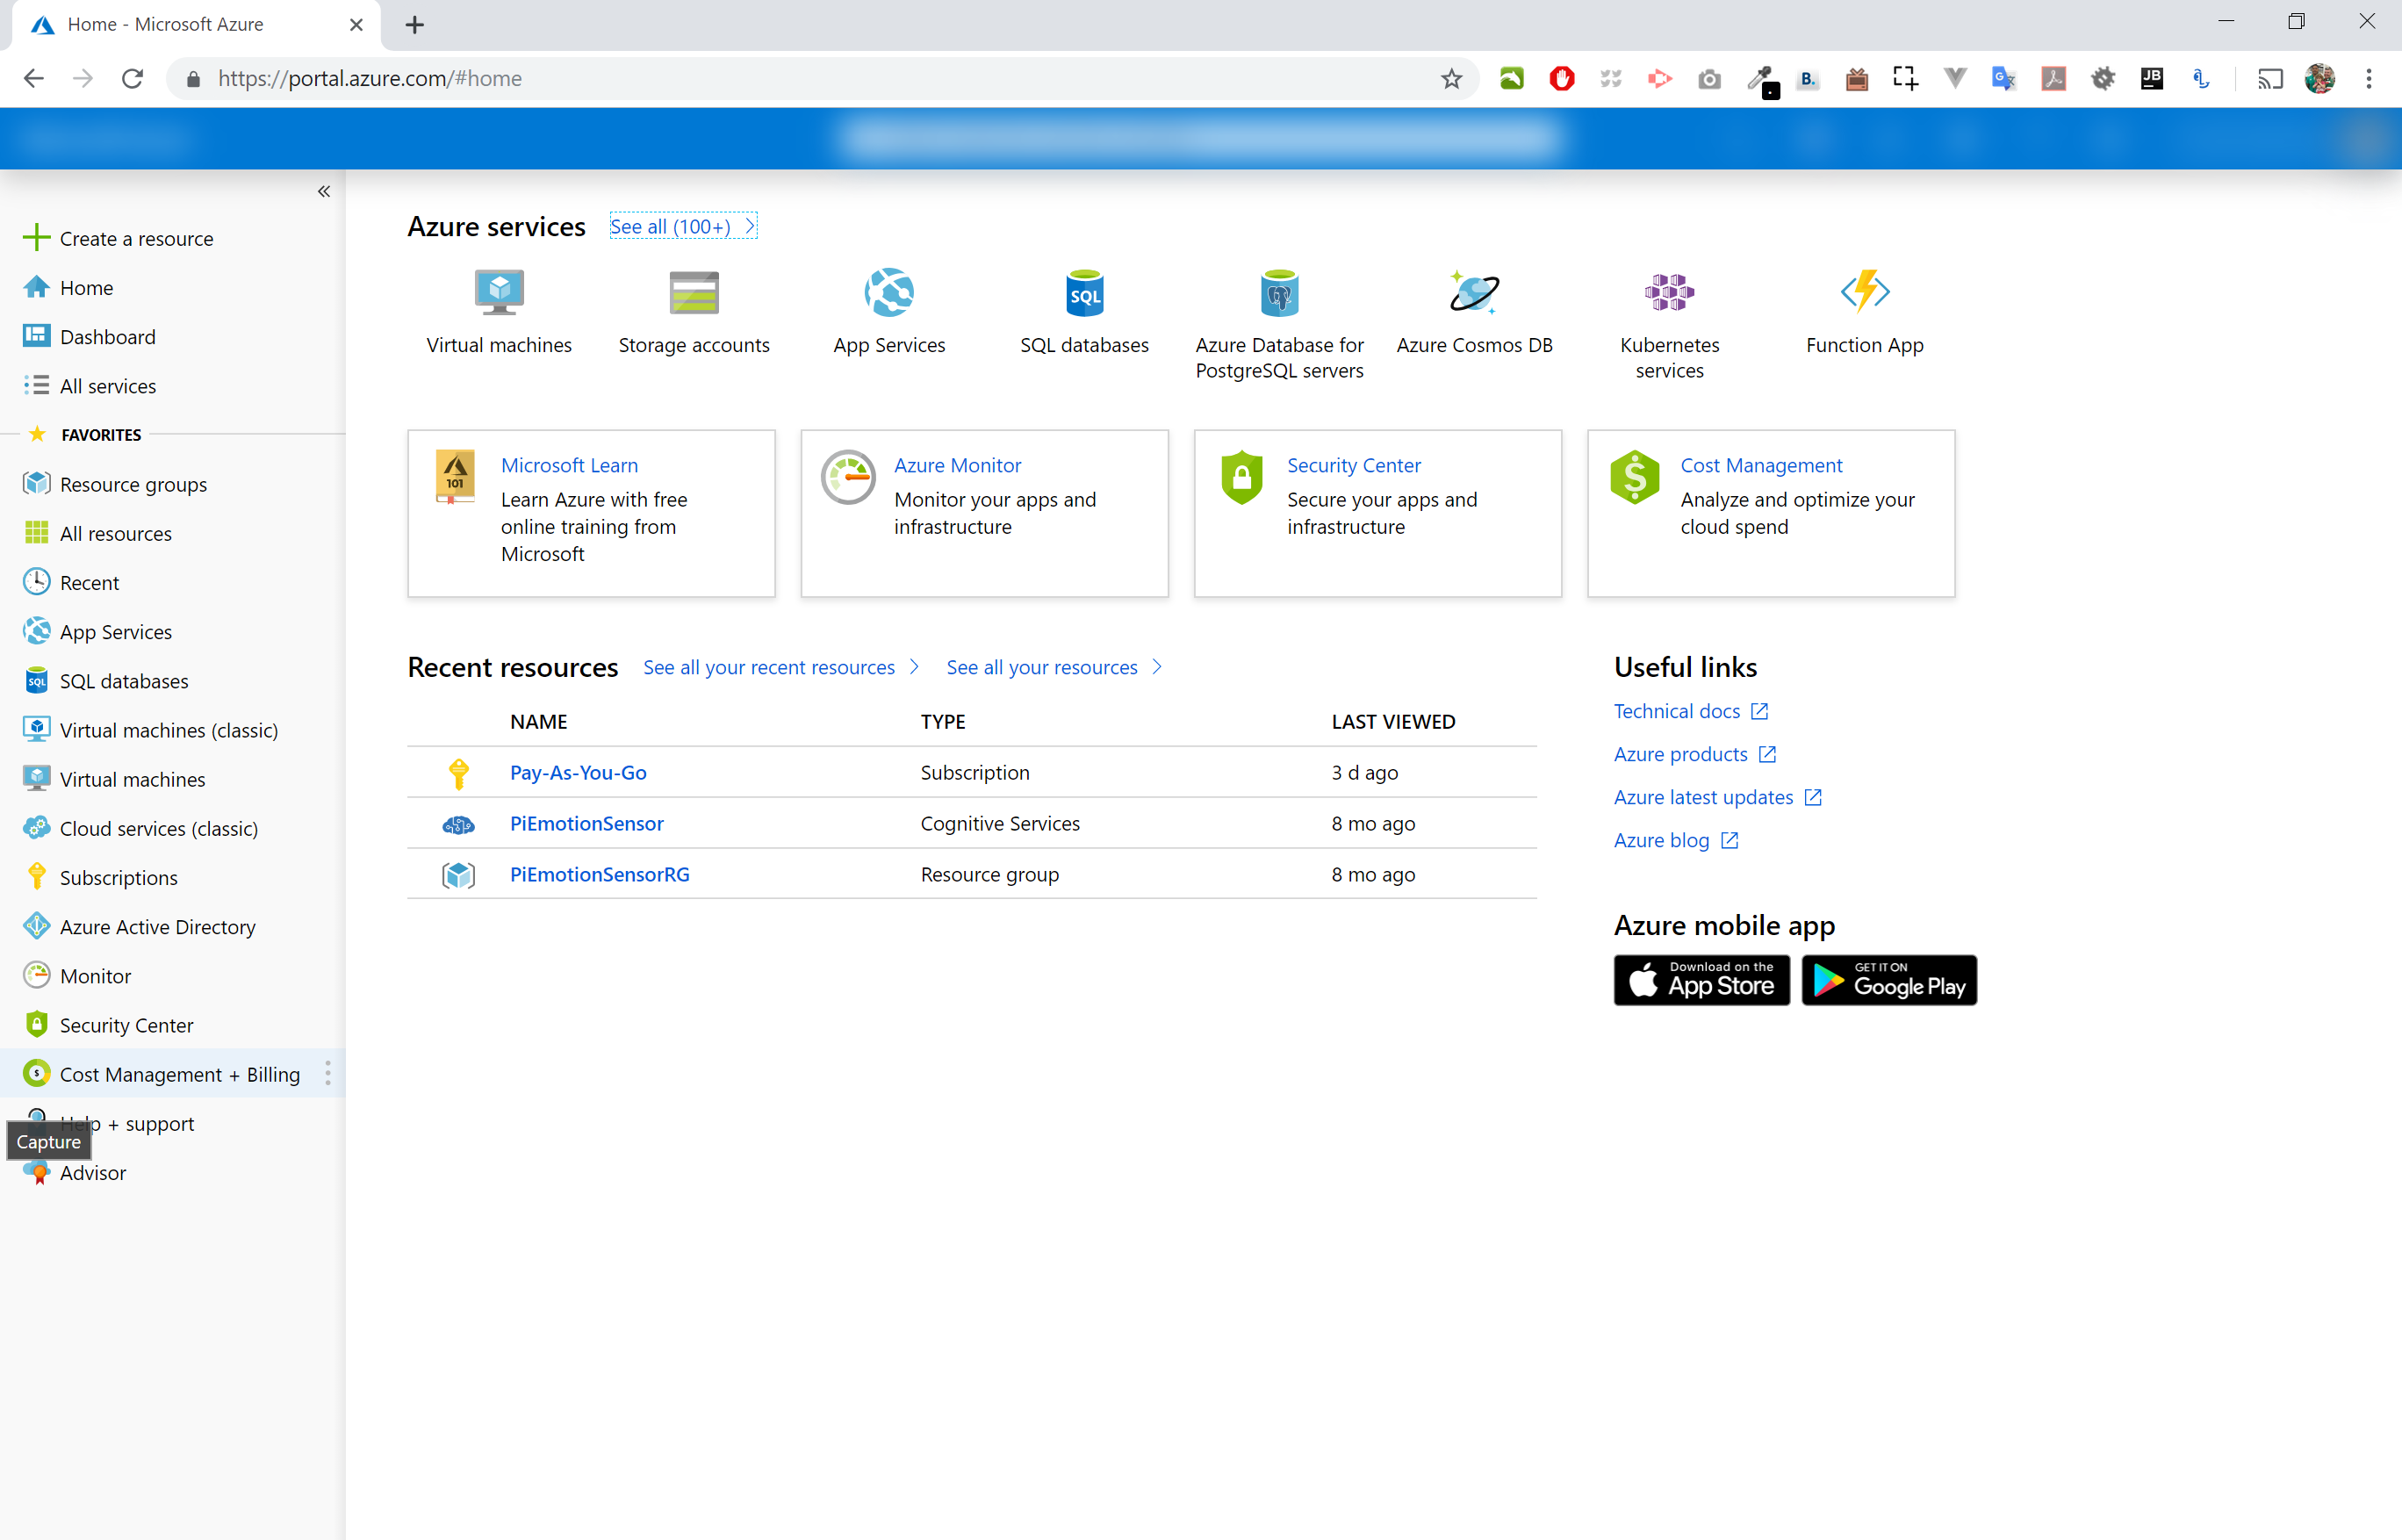 Home - Microsoft Azure
https://portal.azure.com/#home
B.
JB
Create a resource
Home
Dashboard
All services
FAVORITES
Resource groups
All resources
Recent
App Services
SQL
SQL databases
Virtual machines (classic)
Virtual machines
Cloud services (classic)
Subscriptions
Azure Active Directory
Monitor
Security Center
Cost Management + Billing
Help + support
Capture
Advisor
Azure services See all (100+)
SQL
Virtual machines
Storage accounts
App Services
SQL databases
Azure Database for
PostgreSQL servers
Azure Cosmos DB
Kubernetes
services
Function App
101
Microsoft Learn
Learn Azure with free
online training from
Microsoft
Azure Monitor
Monitor your apps and
infrastructure
Security Center
Secure your apps and
infrastructure
Cost Management
Analyze and optimize your
cloud spend
Recent resources See all your recent resources See all your resources
NAME TYPE LAST VIEWED
Pay-As-You-Go Subscription 3 d ago
PiEmotionSensor Cognitive Services 8 mo ago
PiEmotionSensorRG Resource group 8 mo ago
Useful links
Technical docs
Azure products
Azure latest updates
Azure blog
Azure mobile app
Download on the
App Store
GET IT ON
Google Play